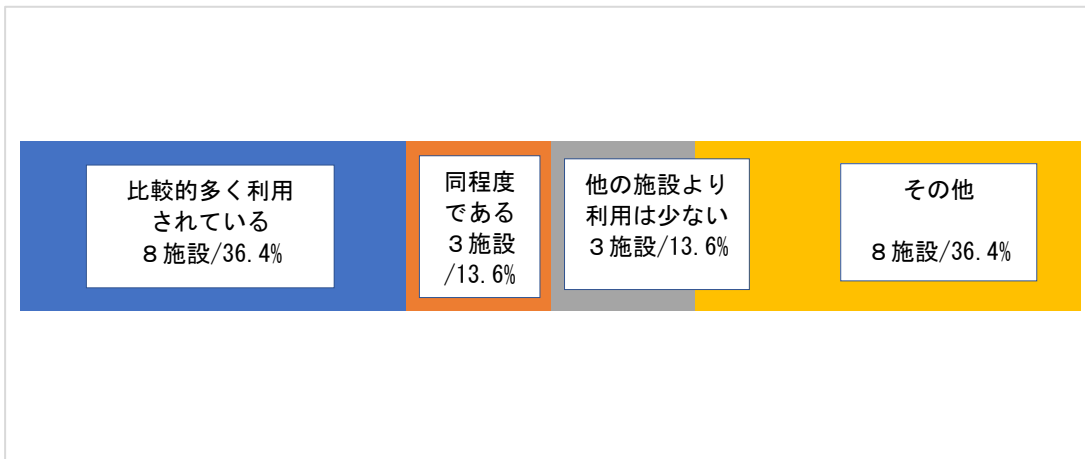 比較的多く利用
されている
８施設/36.4%
同程度
である
３施設
/13.6%
他の施設より
利用は少ない
３施設/13.6%
その他
８施設/36.4%